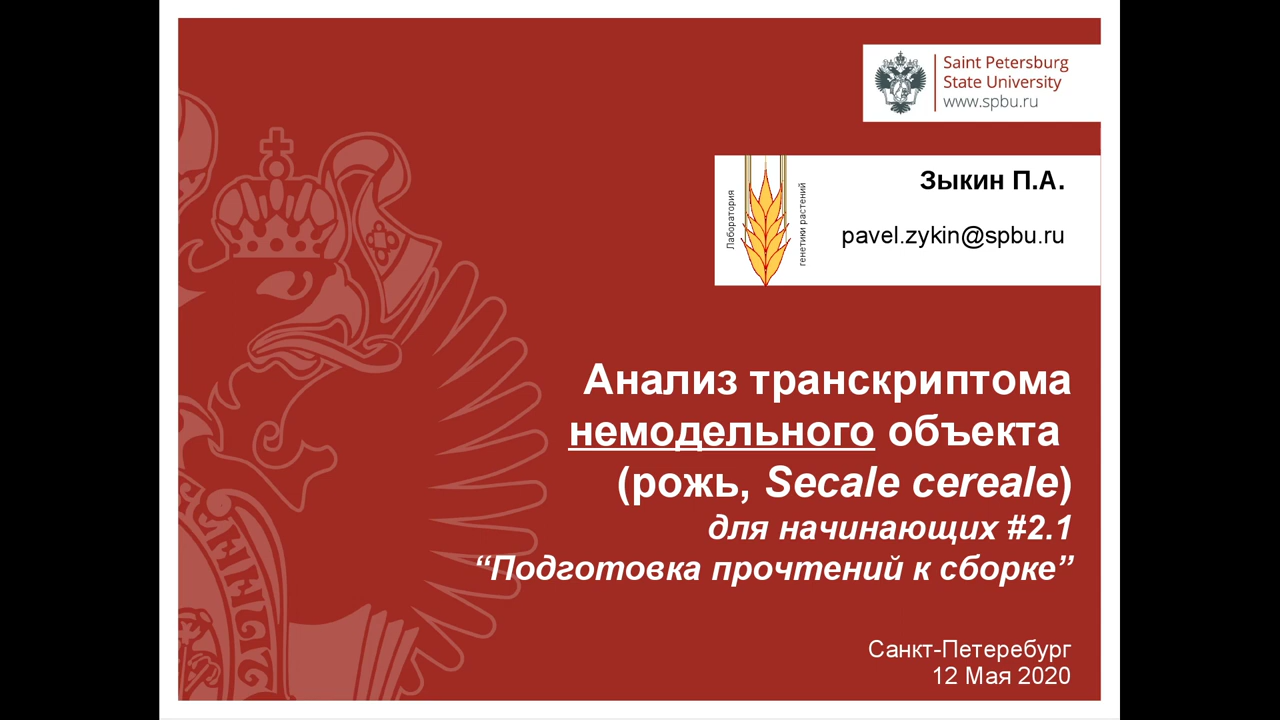 Saint Petersburg
State University
www.spbu.ru
Лаборатория
генетики растений
Зыкин П.А.
pavel.zykin@spbu.ru
Анализ транскриптома
немодельного объекта
(рожь, Secale cereale)
для начинающих #2.1
“Подготовка прочтений к сборке”
Санкт-Петеребург
12 Мая 2020